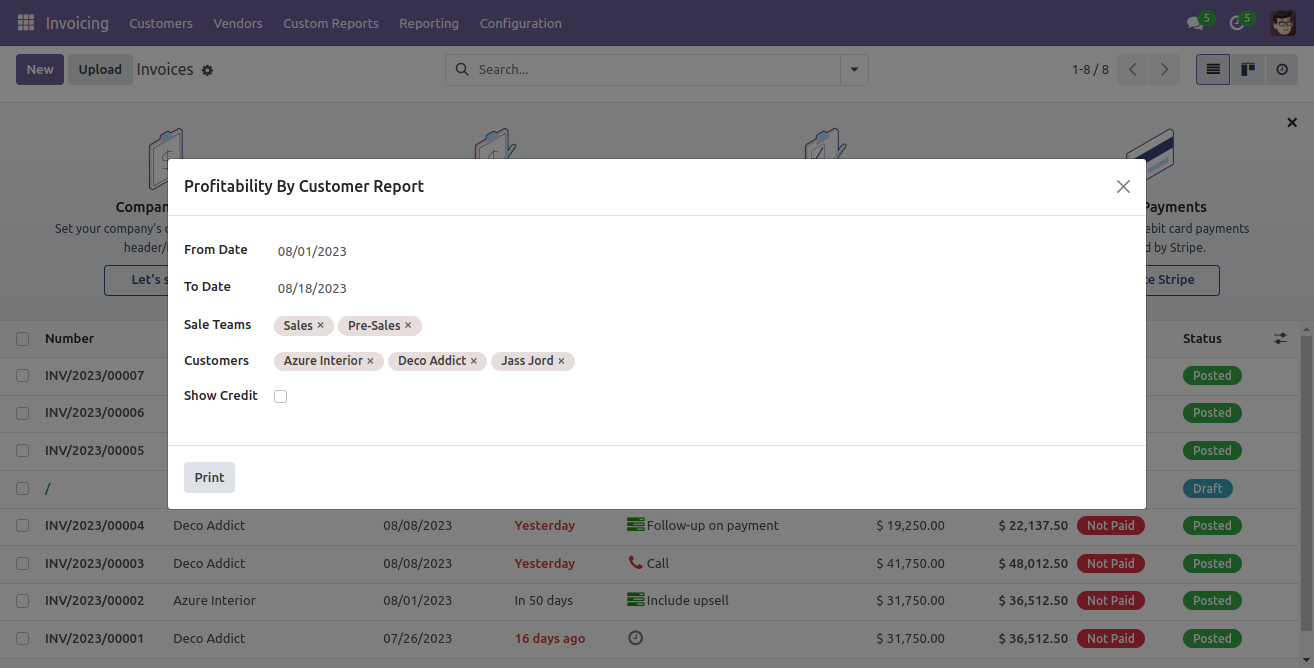 Invoicing Customers Vendors Custom Reports Reporting Configuration 5 5
New Upload Invoices Search... 1-8 / 8
Profitability By Customer Report
From Date 08/01/2023
To Date 08/18/2023
Sale Teams Sales × Pre-Sales ×
Customers Azure Interior × Deco Addict × Jass Jord ×
Show Credit
Print
Compan Payments
Set your company's ebit card payments
header/ d by Stripe.
Let's s e Stripe
Number Status
INV/2023/00007 Posted
INV/2023/00006 Posted
INV/2023/00005 Posted
/ Draft
INV/2023/00004 Deco Addict 08/08/2023 Yesterday Follow-up on payment $ 19,250.00 $ 22,137.50 Not Paid Posted
INV/2023/00003 Deco Addict 08/08/2023 Yesterday Call $ 41,750.00 $ 48,012.50 Not Paid Posted
INV/2023/00002 Azure Interior 08/01/2023 In 50 days Include upsell $ 31,750.00 $ 36,512.50 Not Paid Posted
INV/2023/00001 Deco Addict 07/26/2023 16 days ago $ 31,750.00 $ 36,512.50 Not Paid Posted